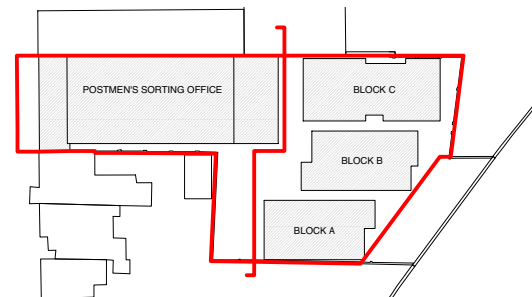 POSTMEN'S SORTING OFFICE
BLOCK C
BLOCK B
BLOCK A